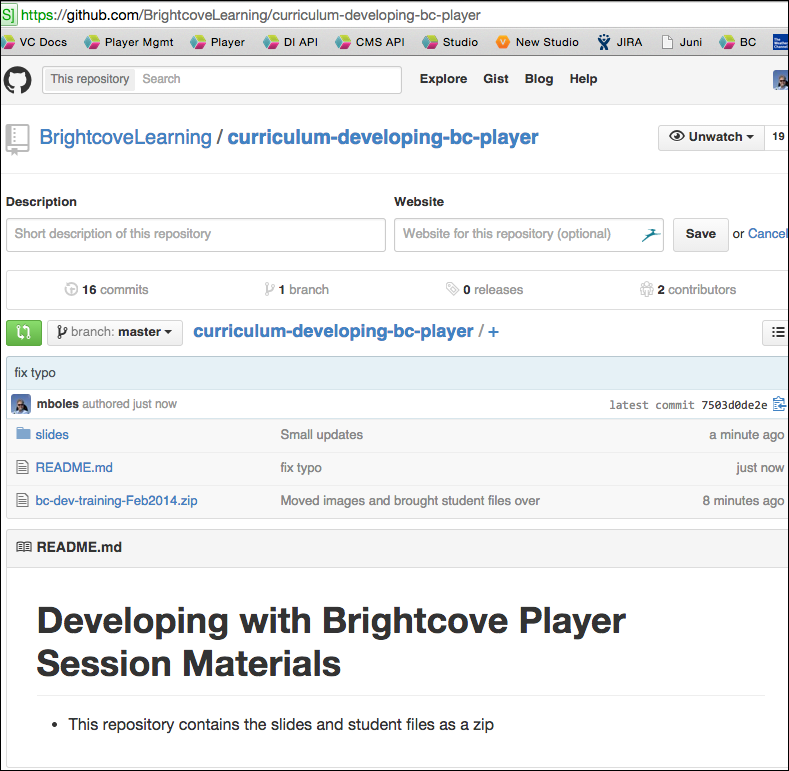 S] https://github.com/BrightcoveLearning/curriculum-developing-bc-player
VC Docs Player Mgmt Player DI API CMS API Studio New Studio JIRA Juni BC
This repository Search Explore Gist Blog Help
BrightcoveLearning / curriculum-developing-bc-player Unwatch 19
Description Website
Short description of this repository Website for this repository (optional) Save or Cancel
16 commits 1 branch 0 releases 2 contributors
branch: master curriculum-developing-bc-player / +
fix typo
mboles authored just now latest commit 7503d0de2e
slides Small updates a minute ago
README.md fix typo just now
bc-dev-training-Feb2014.zip Moved images and brought student files over 8 minutes ago
README.md
Developing with Brightcove Player
Session Materials
• This repository contains the slides and student files as a zip